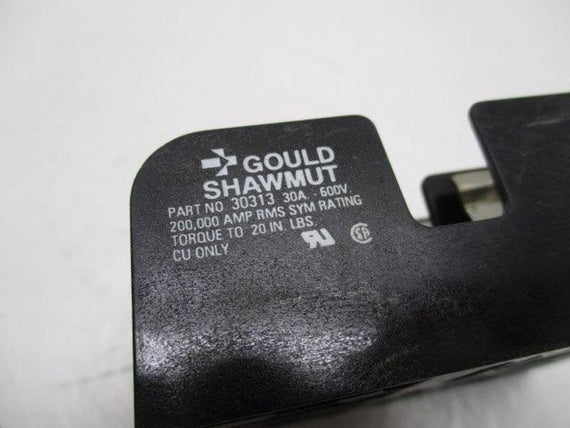 GOULD
SHAWMUT
PART NO 30313 30A. - 600V.
200,000 AMP RMS SYM RATING
TORQUE TO 20 IN. LBS.
CU ONLY